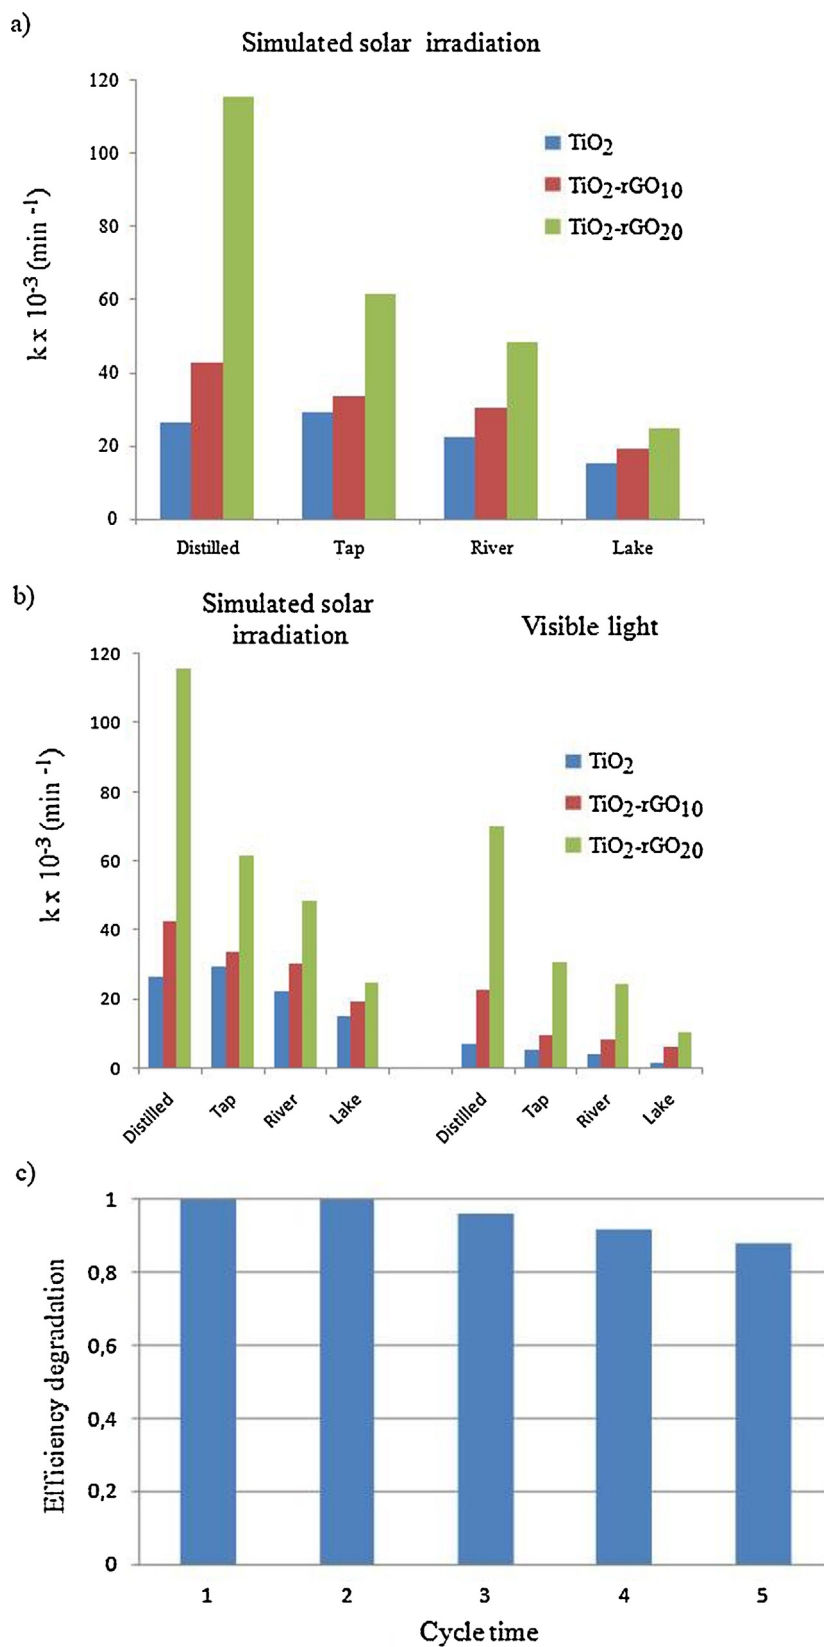 a)
Simulated solar irradiation
120
100
80
60
40
20
0
k x 10⁻³ (min ⁻¹)
TiO₂
TiO₂-rGO₁₀
TiO₂-rGO₂₀
Distilled Tap River Lake
b)
Simulated solar
irradiation
Visible light
120
100
80
60
40
20
0
k x 10⁻³ (min ⁻¹)
TiO₂
TiO₂-rGO₁₀
TiO₂-rGO₂₀
Distilled Tap River Lake Distilled Tap River Lake
c)
1
0,8
0,6
0,4
0,2
0
Efficiency degradation
1 2 3 4 5
Cycle time